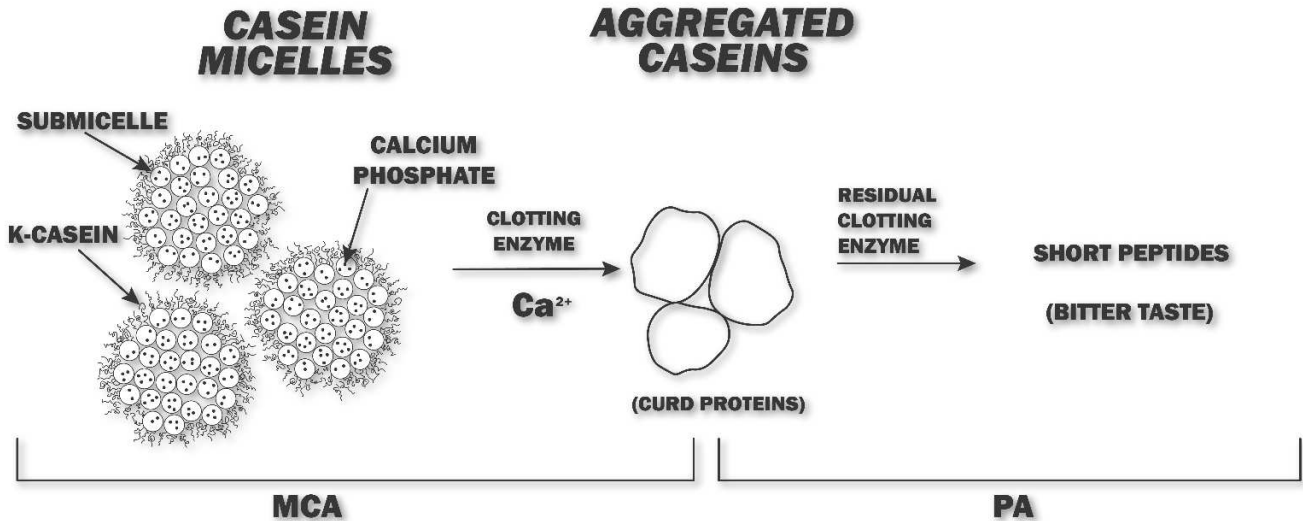 CASEIN
MICELLES
AGGREGATED
CASEINS
SUBMICELLE
CALCIUM
PHOSPHATE
K-CASEIN
CLOTTING
ENZYME
Ca²⁺
RESIDUAL
CLOTTING
ENZYME
SHORT PEPTIDES
(BITTER TASTE)
(CURD PROTEINS)
MCA
PA